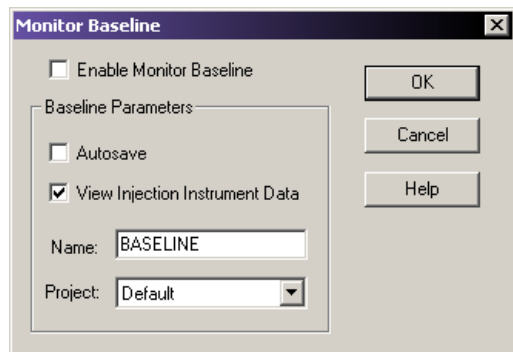 Monitor Baseline
Enable Monitor Baseline
OK
Baseline Parameters
Cancel
Autosave
View Injection Instrument Data
Help
Name: BASELINE
Project: Default